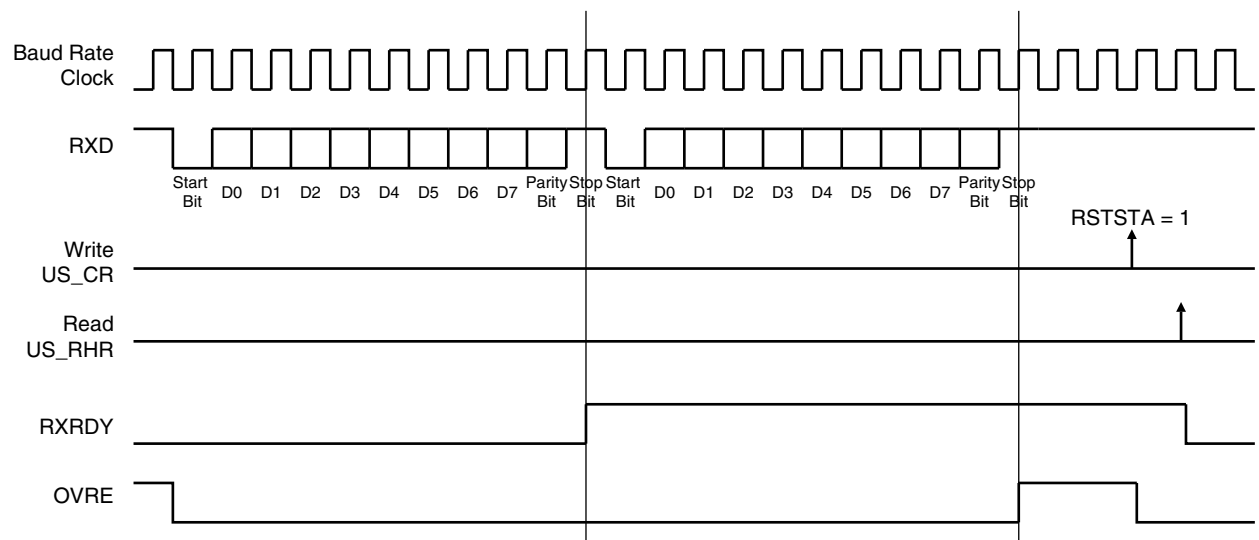 Baud Rate
Clock
RXD
Start
Bit
D0
D1
D2
D3
D4
D5
D6
D7
Parity
Bit
Stop
Bit
Start
Bit
D0
D1
D2
D3
D4
D5
D6
D7
Parity
Bit
Stop
Bit
RSTSTA = 1
Write
US_CR
Read
US_RHR
RXRDY
OVRE